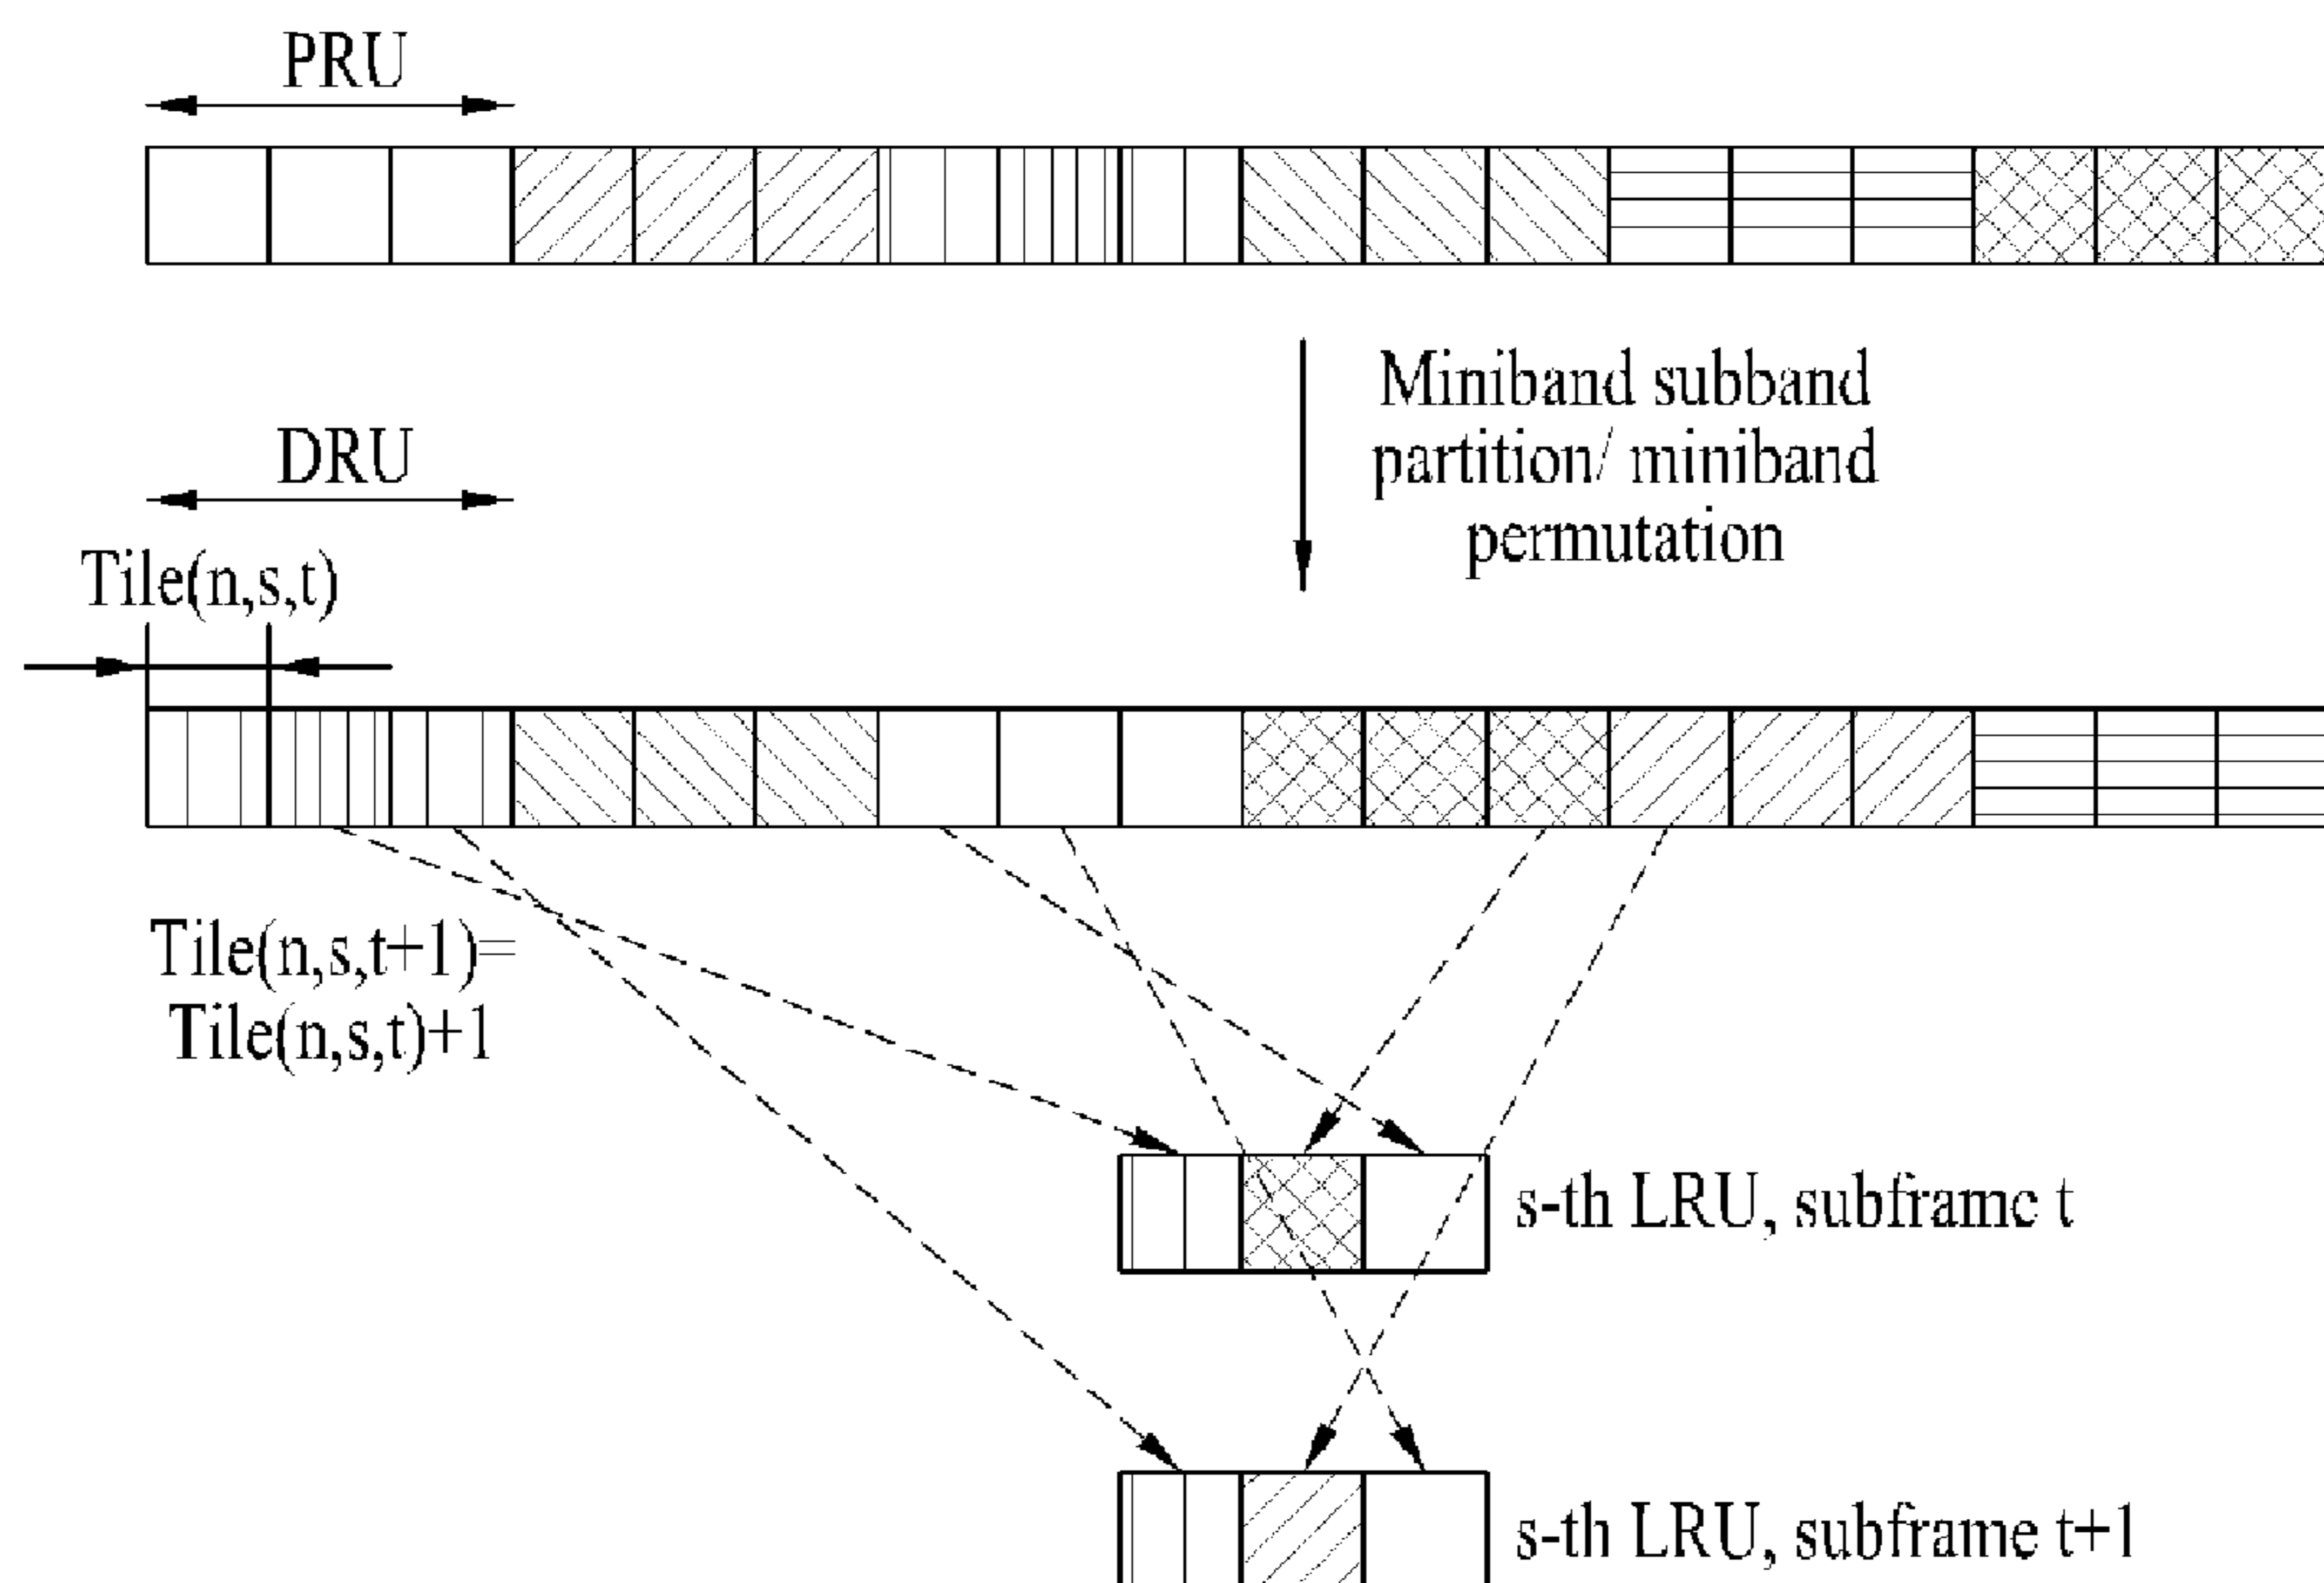 PRU
Miniband subband
partition/ miniband
permutation
DRU
Tile(n,s,t)
Tile(n,s,t+1)=
Tile(n,s,t)+1
s-th LRU, subframe t
s-th LRU, subframe t+1